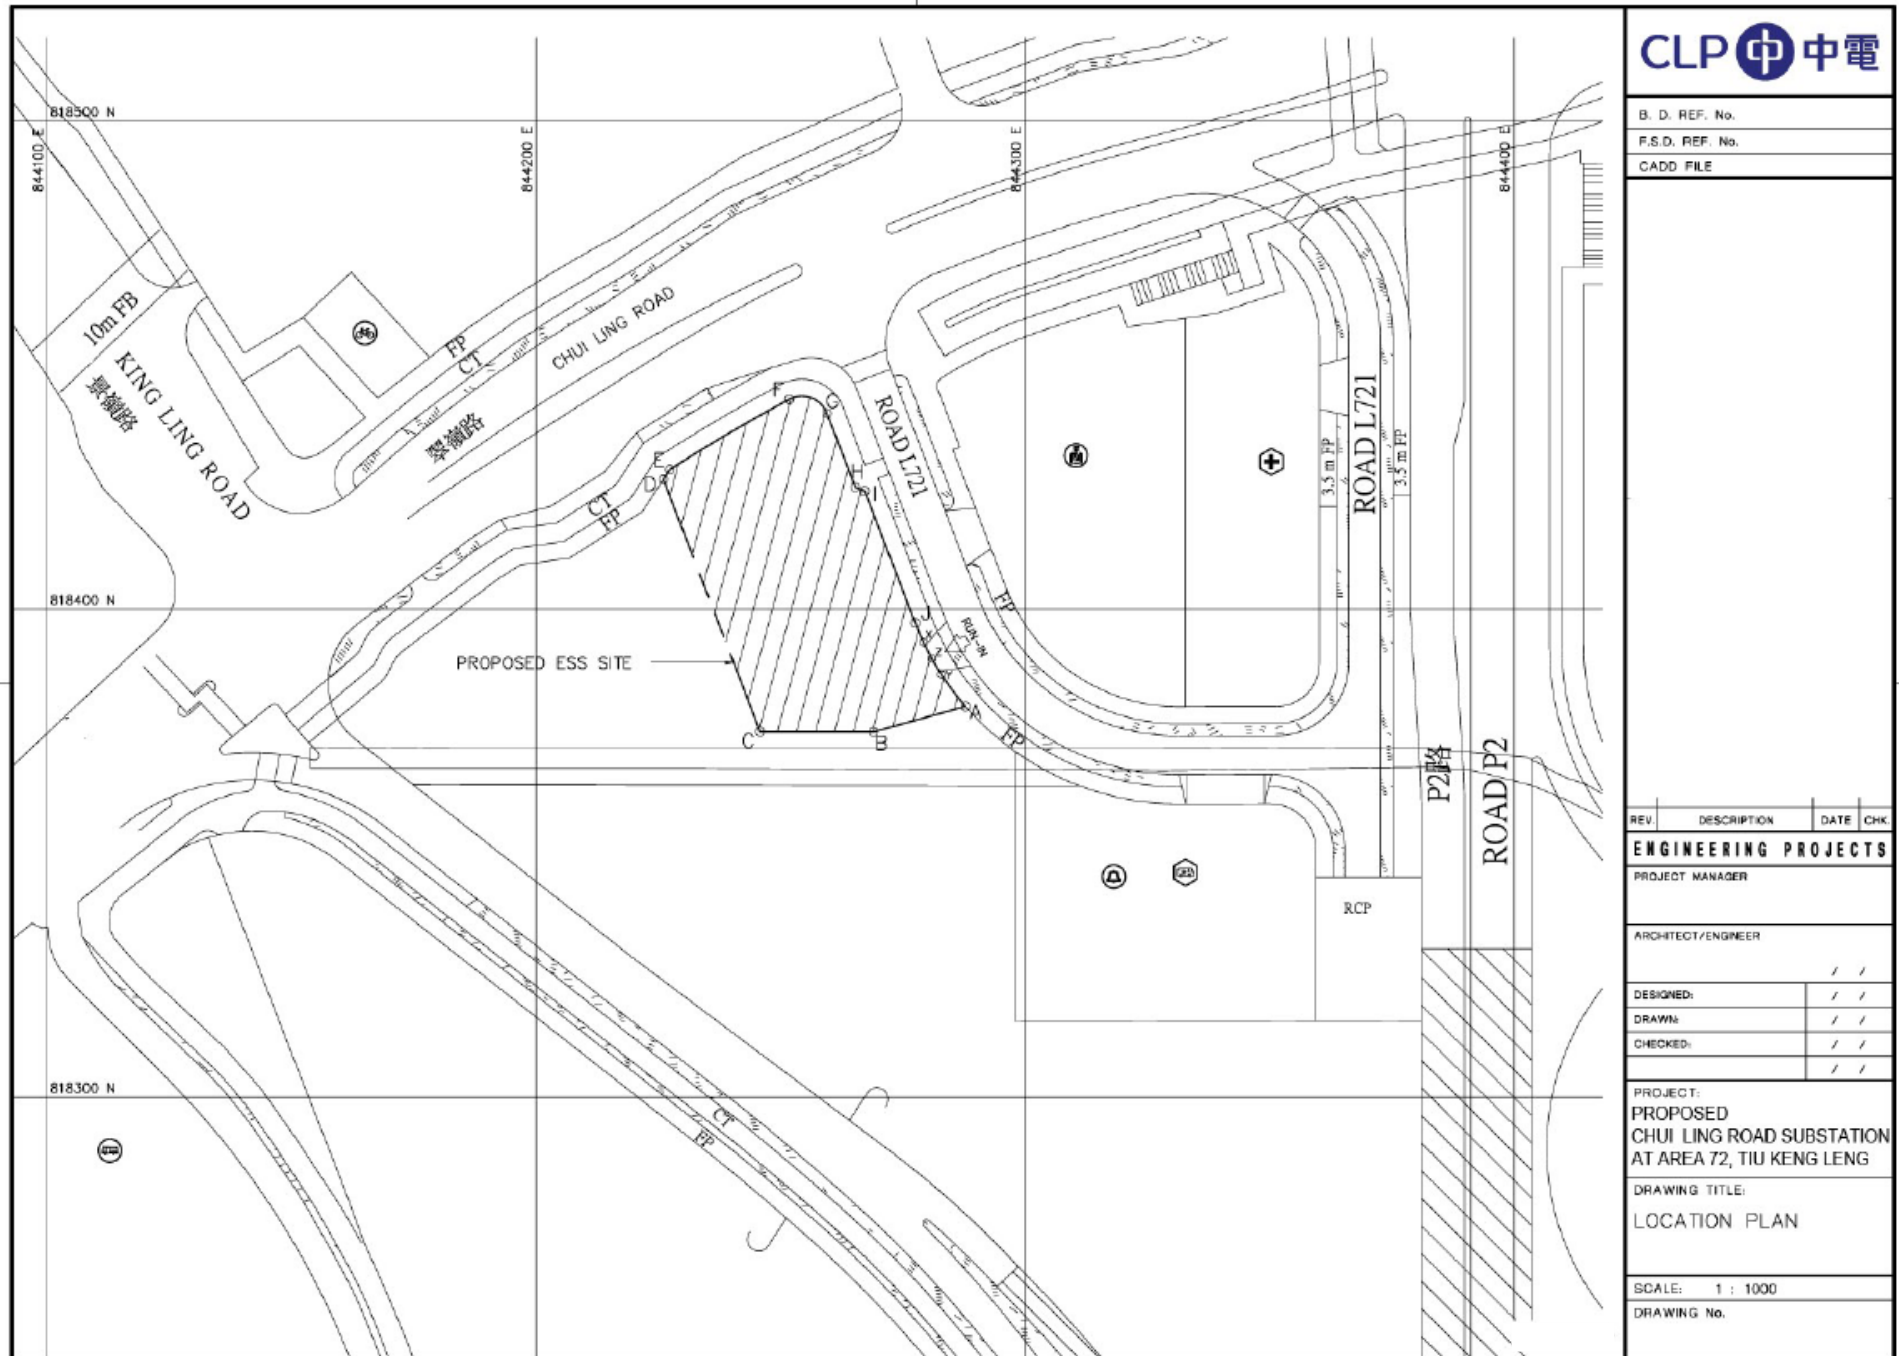 CLP 中電
B. D. REF. No.
F.S.D. REF. No.
CADD FILE
818500 N
844100 E
844200 E
844300 E
844400 E
10m FB
KING LING ROAD
景嶺路
FP
CT
CHUI LING ROAD
翠嶺路
F
G
E
D
H
I
CT
FP
ROAD L721
3.5 m FP
ROAD L721
3.5 m FP
818400 N
J
FP
RUN-IN
Z
PROPOSED ESS SITE
A
C
B
FP
P2路
ROAD P2
RCP
818300 N
CT
FP
REV. DESCRIPTION DATE CHK.
ENGINEERING PROJECTS
PROJECT MANAGER
ARCHITECT/ENGINEER
/ /
DESIGNED: / /
DRAWN: / /
CHECKED: / /
/ /
PROJECT:
PROPOSED
CHUI LING ROAD SUBSTATION
AT AREA 72, TIU KENG LENG
DRAWING TITLE:
LOCATION PLAN
SCALE: 1 : 1000
DRAWING No.